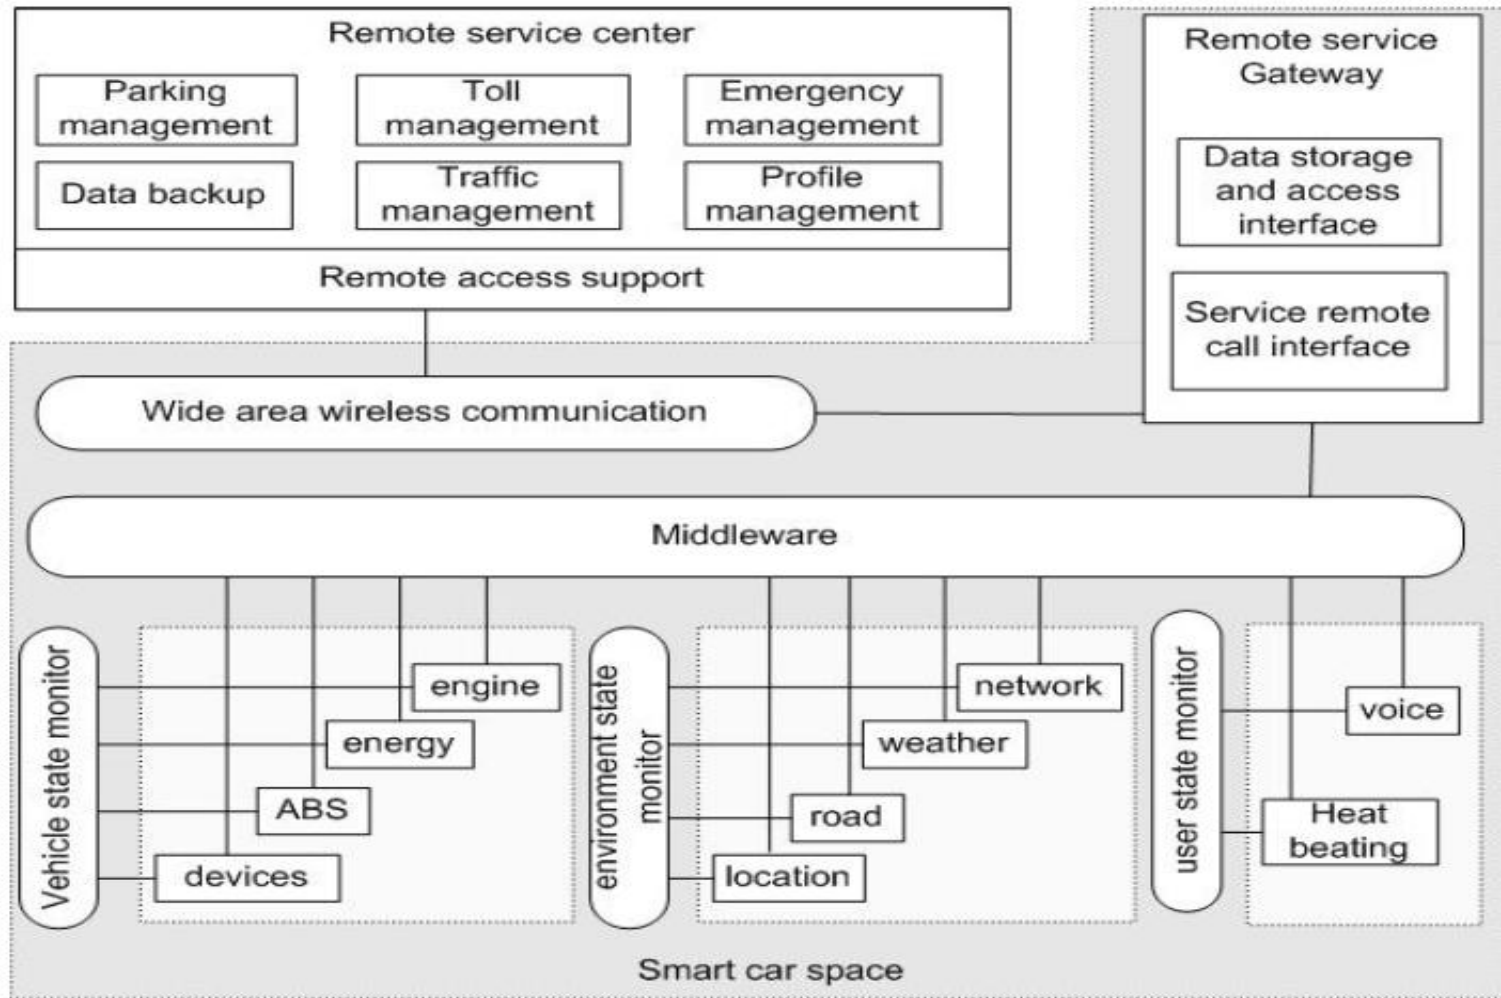 Remote service center
Parking
management
Toll
management
Emergency
management
Data backup
Traffic
management
Profile
management
Remote access support
Remote service
Gateway
Data storage
and access
interface
Service remote
call interface
Wide area wireless communication
Middleware
Vehicle state monitor
engine
energy
ABS
devices
environment state
monitor
network
weather
road
location
user state monitor
voice
Heat
beating
Smart car space